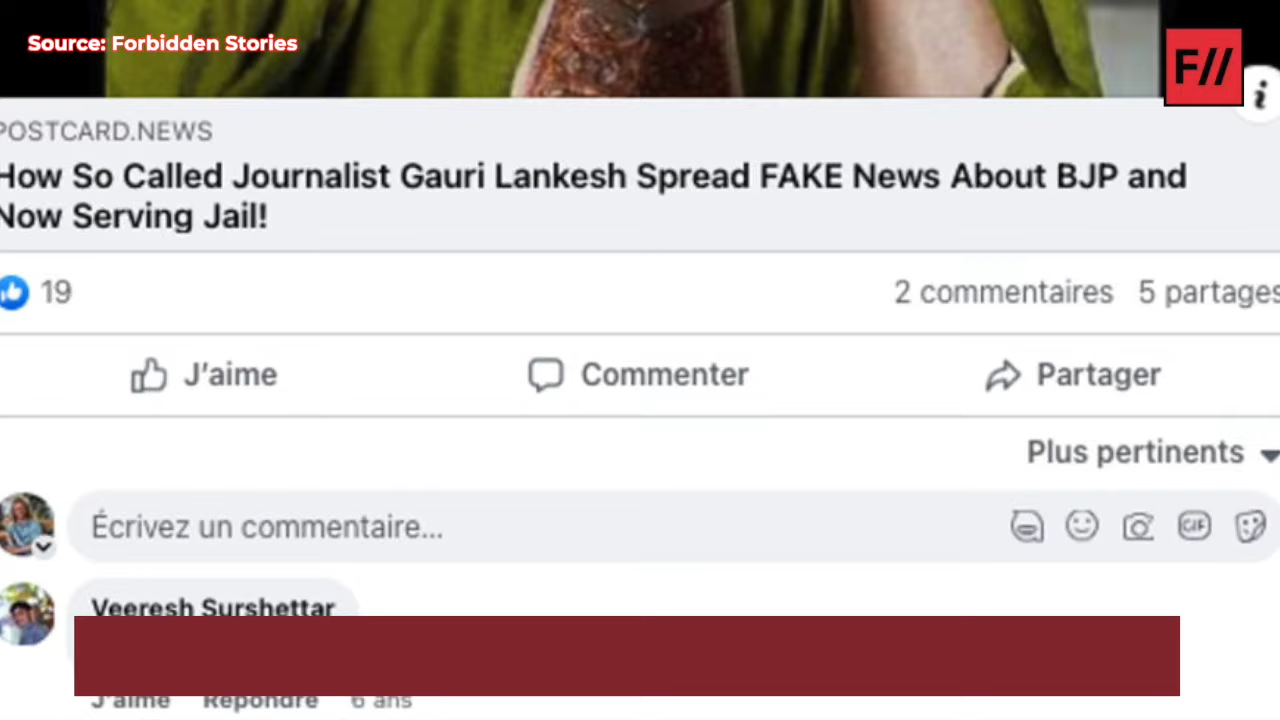 Source: Forbidden Stories
F//
i
POSTCARD.NEWS
How So Called Journalist Gauri Lankesh Spread FAKE News About BJP and
Now Serving Jail!
19
2 commentaires 5 partages
J'aime Commenter Partager
Plus pertinents
Écrivez un commentaire...
GIF
Veeresh Surshettar
J'aime Répondre 6 ans